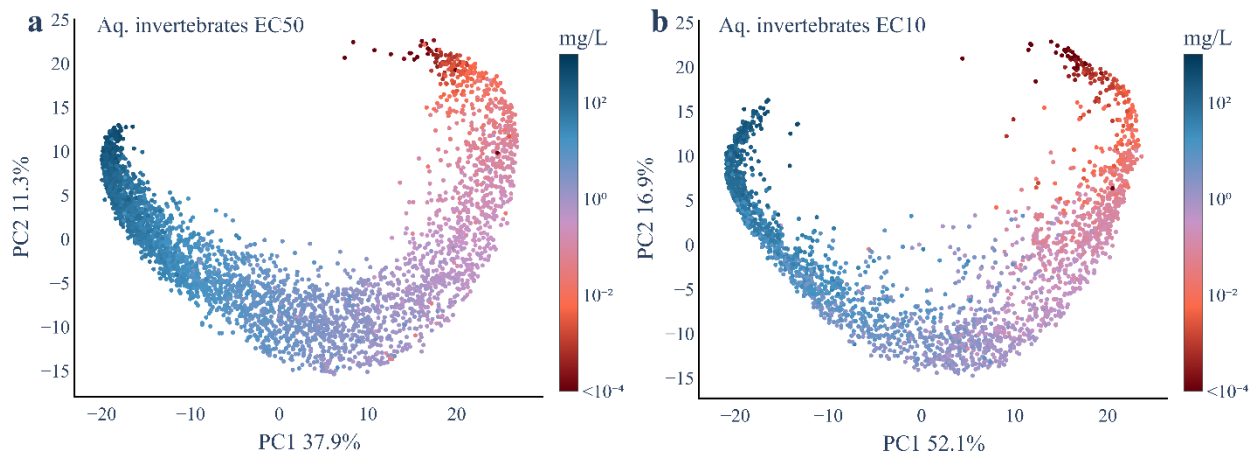 a Aq. invertebrates EC50
mg/L
25
20
15
10
5
0
−5
−10
−15
PC2 11.3%
−20 −10 0 10 20
PC1 37.9%
10²
10⁰
10⁻²
<10⁻⁴
b Aq. invertebrates EC10
mg/L
25
20
15
10
5
0
−5
−10
−15
PC2 16.9%
−20 −10 0 10 20
PC1 52.1%
10²
10⁰
10⁻²
<10⁻⁴